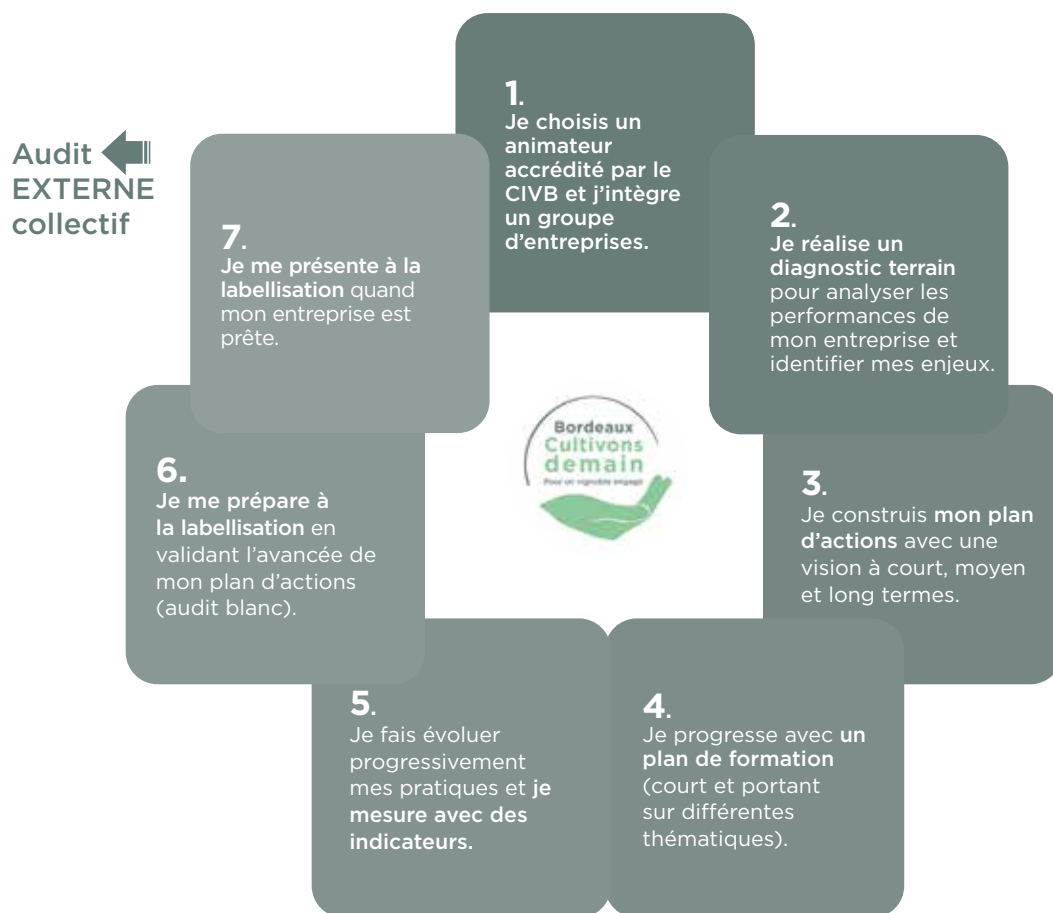 1.
Je choisis un
animateur
accrédité par le
CIVB et j’intègre
un groupe
d’entreprises.
2.
Je réalise un
diagnostic terrain
pour analyser les
performances de
mon entreprise et
identifier mes enjeux.
3.
Je construis mon plan
d’actions avec une
vision à court, moyen
et long termes.
4.
Je progresse avec un
plan de formation
(court et portant
sur différentes
thématiques).
5.
Je fais évoluer
progressivement
mes pratiques et je
mesure avec des
indicateurs.
6.
Je me prépare à
la labellisation en
validant l’avancée de
mon plan d’actions
(audit blanc).
7.
Je me présente à la
labellisation quand
mon entreprise est
prête.
Audit
EXTERNE
collectif
Bordeaux
Cultivons
demain
Pour un vignoble engagé